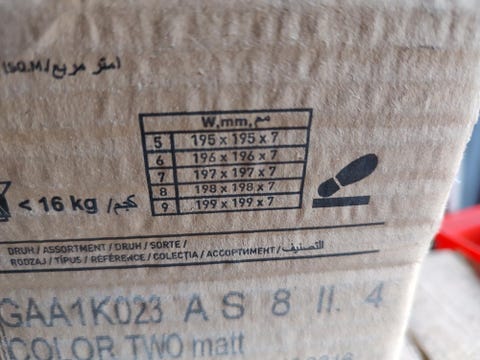 (SQ.M/متر مربع)
W,mm,مم
5 195 x 195 x 7
6 196 x 196 x 7
7 197 x 197 x 7
8 198 x 198 x 7
9 199 x 199 x 7
< 16 kg /كجم
DRUH / ASSORTMENT / DRUH / SORTE /
RODZAJ / TÍPUS / RÉFÉRENCE / COLECȚIA / АССОРТИМЕНТ / التصنيف
GAA1K023 A S 8 II. 4
COLOR TWO matt